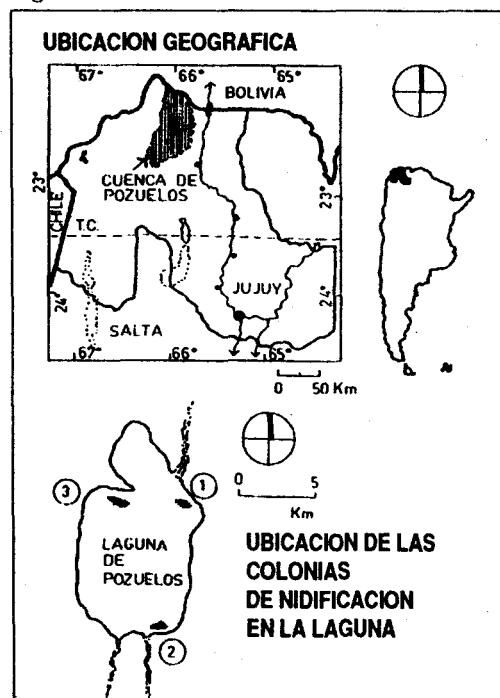 UBICACION GEOGRAFICA
67° 66° 65°
BOLIVIA
CUENCA DE
POZUELOS
23° 23°
CHILE
T.C.
JUJUY
24° 24°
SALTA
67° 66° 65°
0 50 Km
3
1
0 5
Km
LAGUNA
DE
POZUELOS
2
UBICACION DE LAS
COLONIAS
DE NIDIFICACION
EN LA LAGUNA